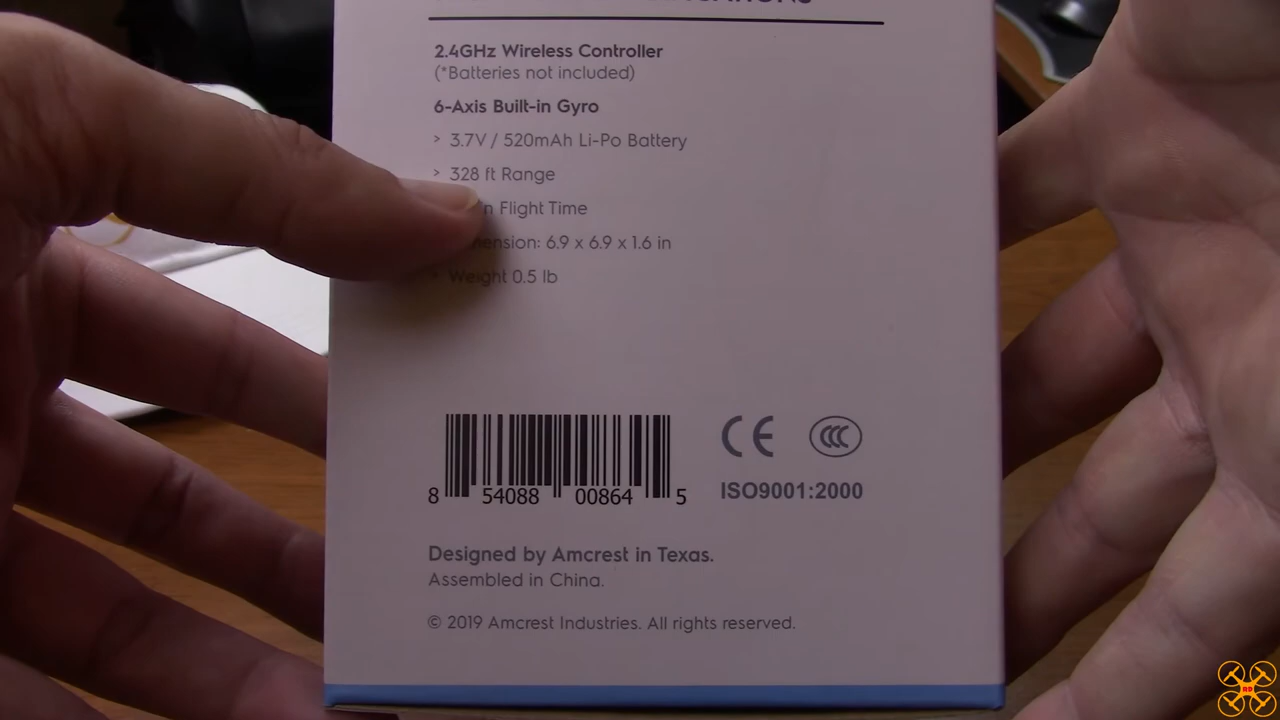 2.4GHz Wireless Controller
(*Batteries not included)
6-Axis Built-in Gyro
> 3.7V / 520mAh Li-Po Battery
> 328 ft Range
Flight Time
6.9 x 6.9 x 1.6 in
> Weight 0.5 lb
8 54088 00864 5
CE
CCC
ISO9001:2000
Designed by Amcrest in Texas.
Assembled in China.
© 2019 Amcrest Industries. All rights reserved.
RD